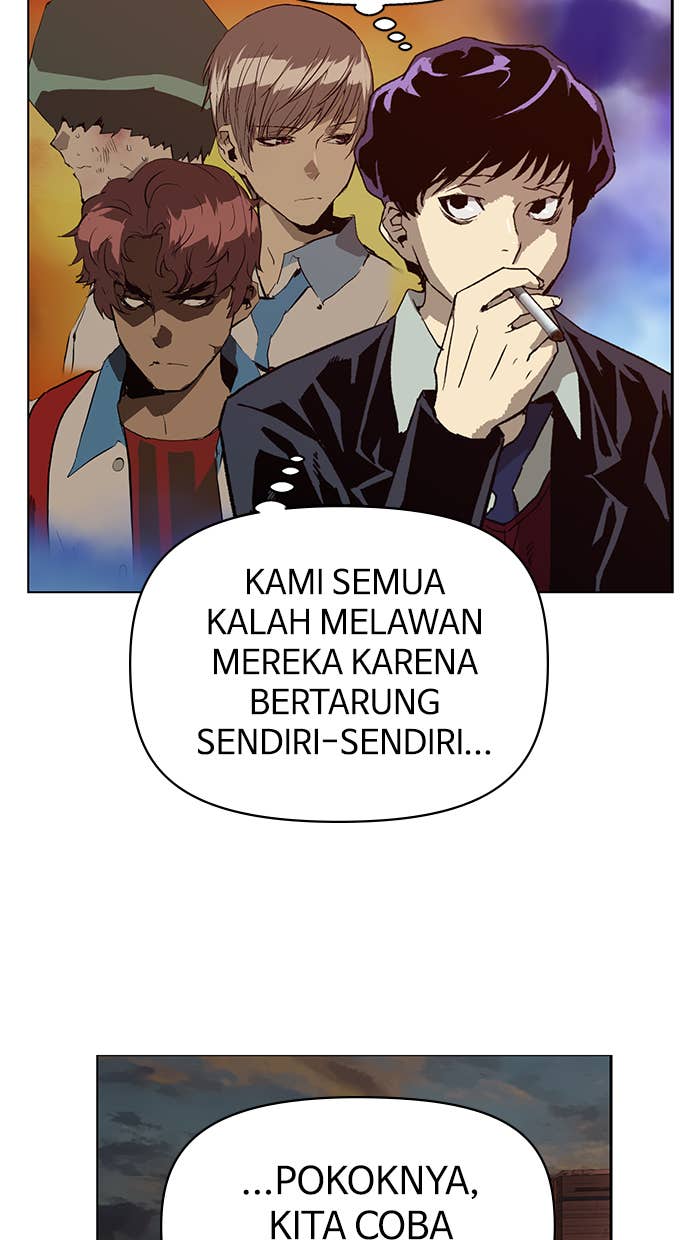 KAMI SEMUA
KALAH MELAWAN
MEREKA KARENA
BERTARUNG
SENDIRI-SENDIRI...
...POKOKNYA,
KITA COBA